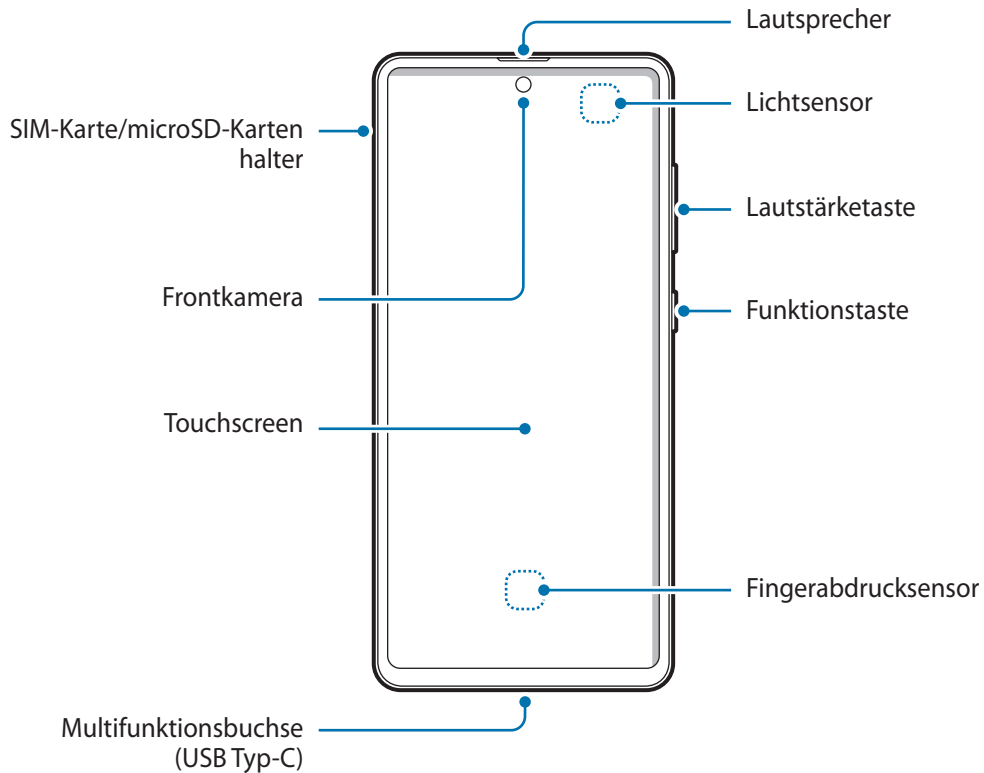 Lautsprecher
Lichtsensor
SIM-Karte/microSD-Karten
halter
Lautstärketaste
Frontkamera
Funktionstaste
Touchscreen
Fingerabdrucksensor
Multifunktionsbuchse
(USB Typ-C)